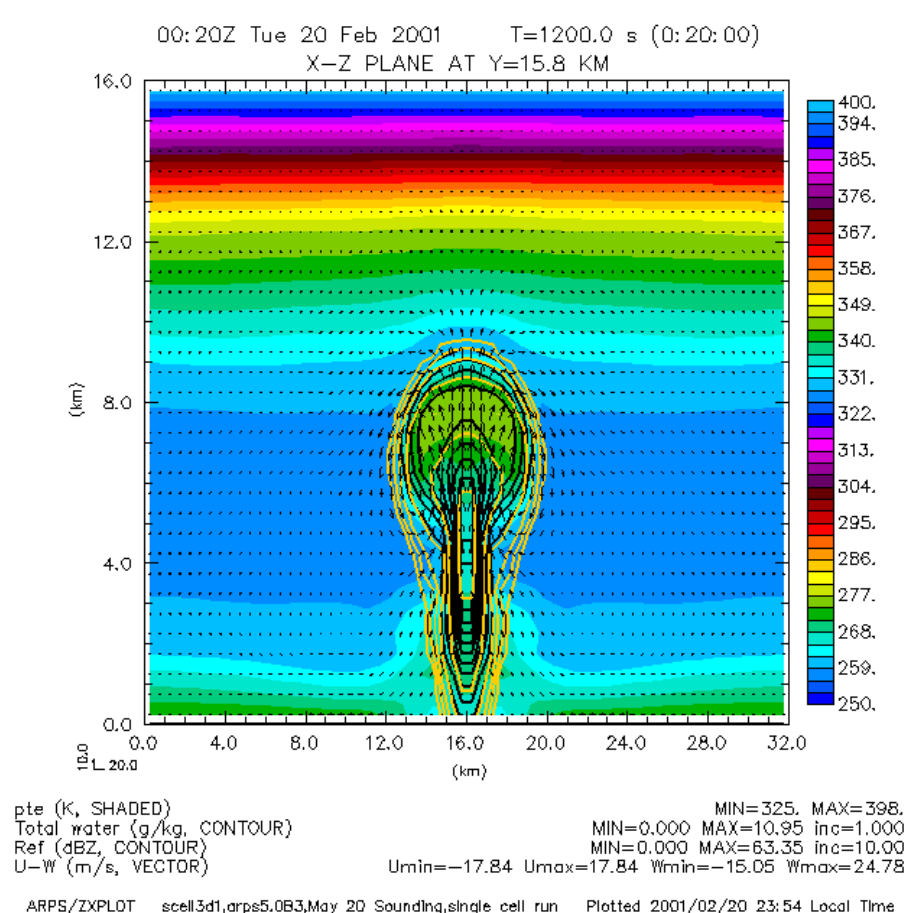 00:20Z Tue 20 Feb 2001 T=1200.0 s (0:20:00)
X-Z PLANE AT Y=15.8 KM
16.0
12.0
8.0
4.0
0.0
(km)
0.0 4.0 8.0 12.0 16.0 20.0 24.0 28.0 32.0
(km)
10.0
20.0
400.
394.
385.
376.
367.
358.
349.
340.
331.
322.
313.
304.
295.
286.
277.
268.
259.
250.
pte (K, SHADED) MIN=325. MAX=398.
Total water (g/kg, CONTOUR) MIN=0.000 MAX=10.95 inc=1.000
Ref (dBZ, CONTOUR) MIN=0.000 MAX=63.35 inc=10.00
U-W (m/s, VECTOR) Umin=-17.84 Umax=17.84 Wmin=-15.05 Wmax=24.78
ARPS/ZXPLOT scell3d1,arps5.0B3,May 20 Sounding,single cell run Plotted 2001/02/20 23:54 Local Time